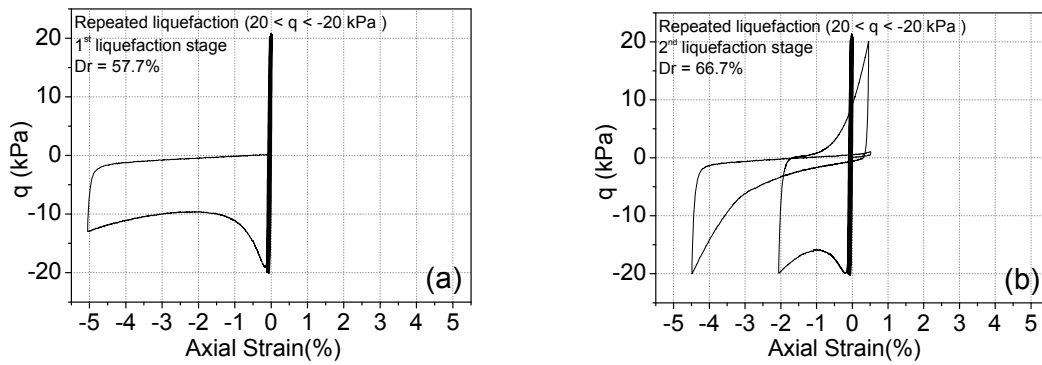 Repeated liquefaction (20 < q < -20 kPa )
1st liquefaction stage
Dr = 57.7%
20
10
0
-10
-20
q (kPa)
(a)
-5 -4 -3 -2 -1 0 1 2 3 4 5
Axial Strain(%)
Repeated liquefaction (20 < q < -20 kPa )
2nd liquefaction stage
Dr = 66.7%
20
10
0
-10
-20
q (kPa)
(b)
-5 -4 -3 -2 -1 0 1 2 3 4 5
Axial Strain(%)